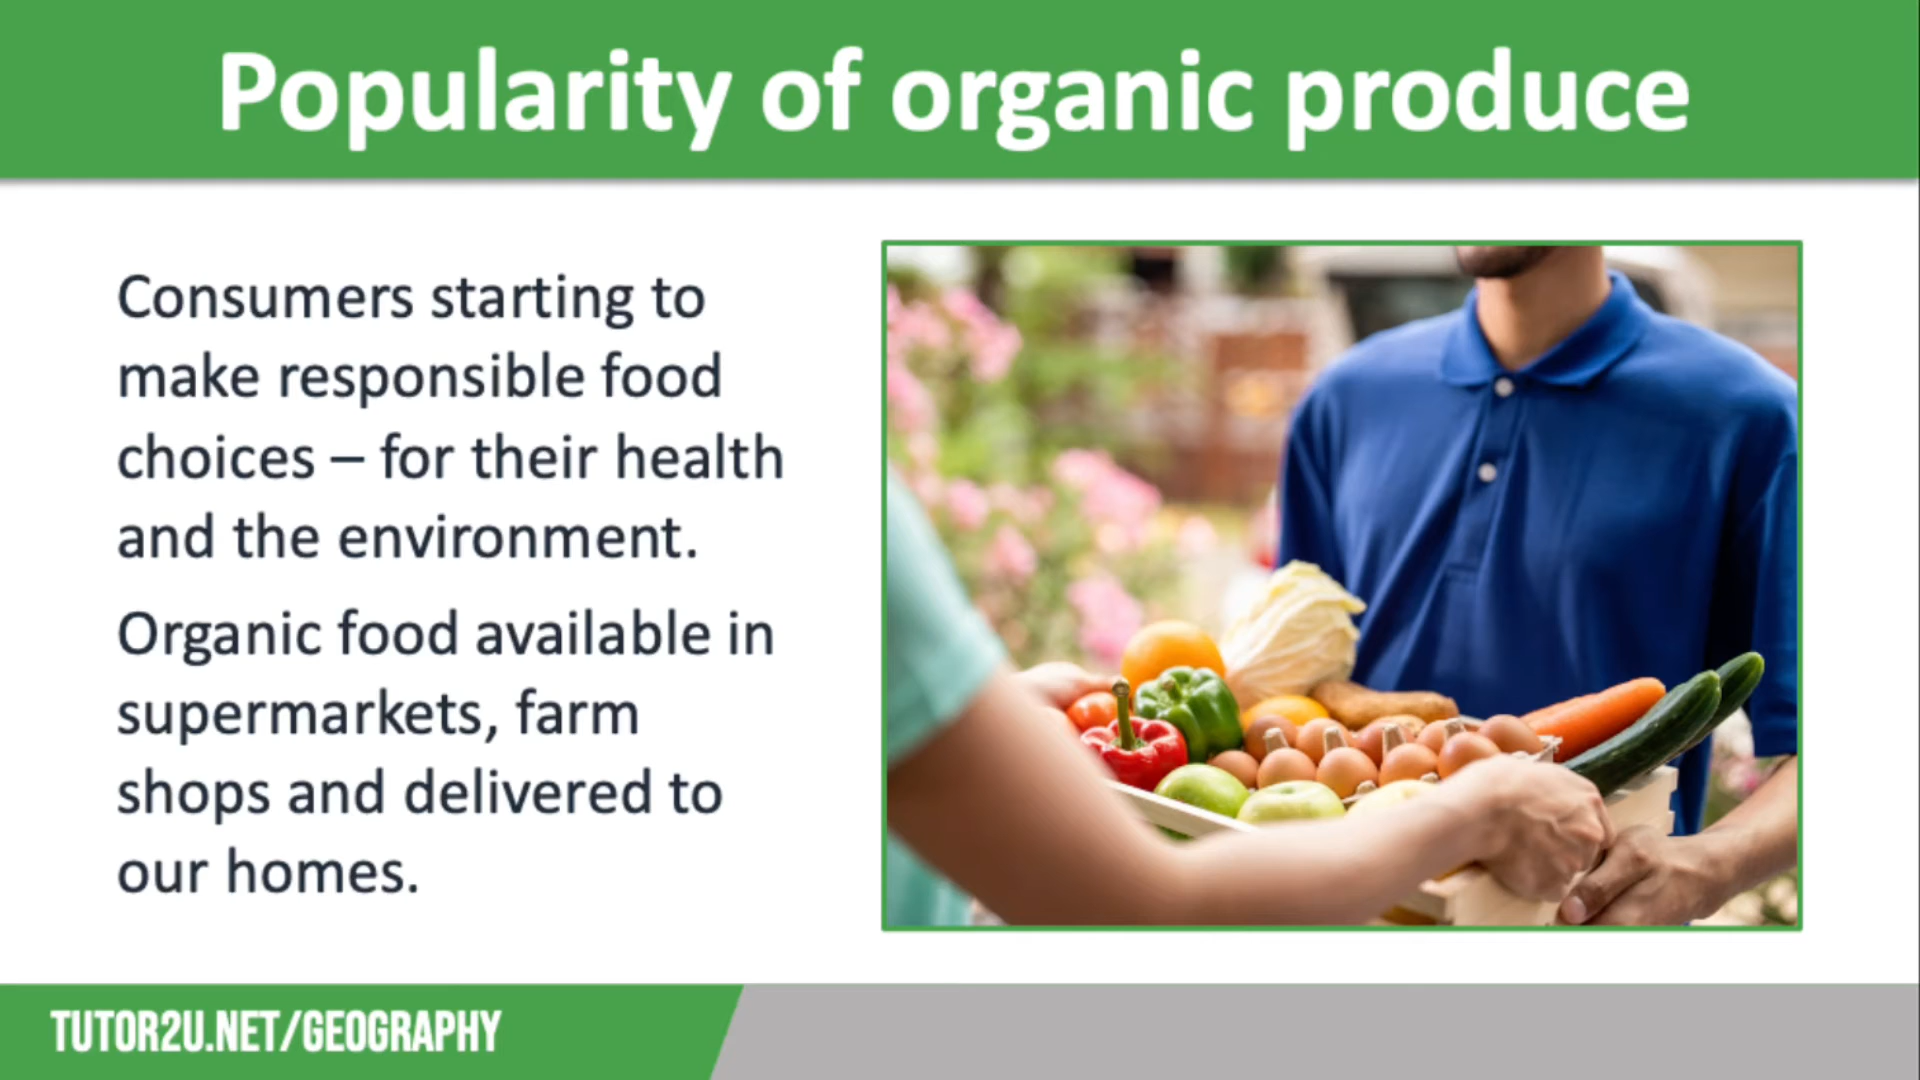 Popularity of organic produce
Consumers starting to
make responsible food
choices – for their health
and the environment.
Organic food available in
supermarkets, farm
shops and delivered to
our homes.
TUTOR2U.NET/GEOGRAPHY